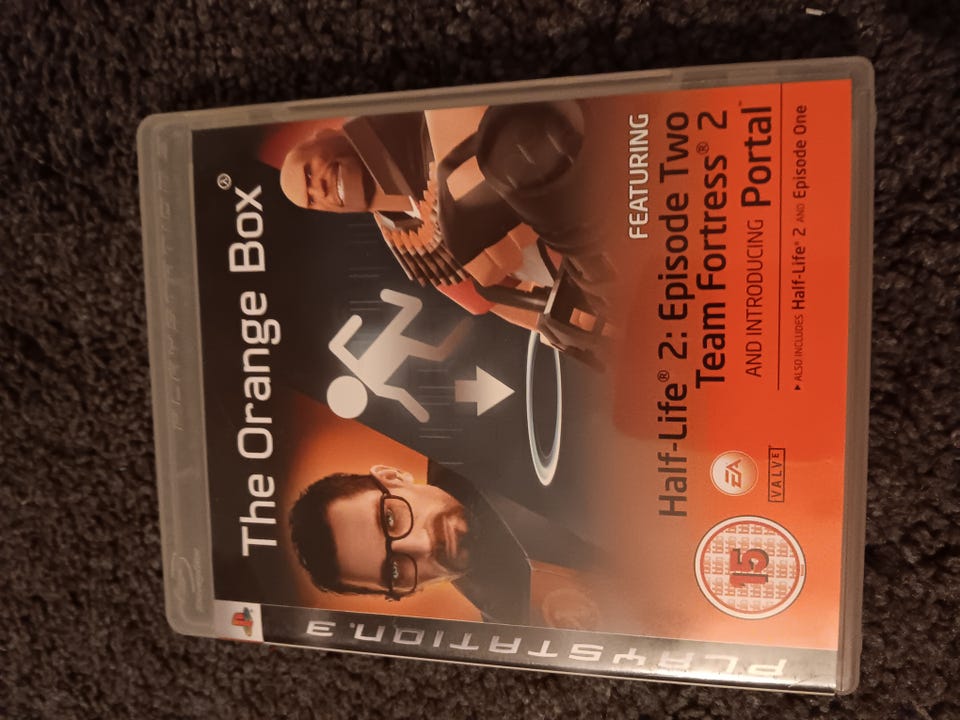 PLAYSTATION 3
The Orange Box®
FEATURING
Half-Life® 2: Episode Two
Team Fortress® 2
AND INTRODUCING Portal™
▶ ALSO INCLUDES Half-Life® 2 AND Episode One
15
EA
VALVE